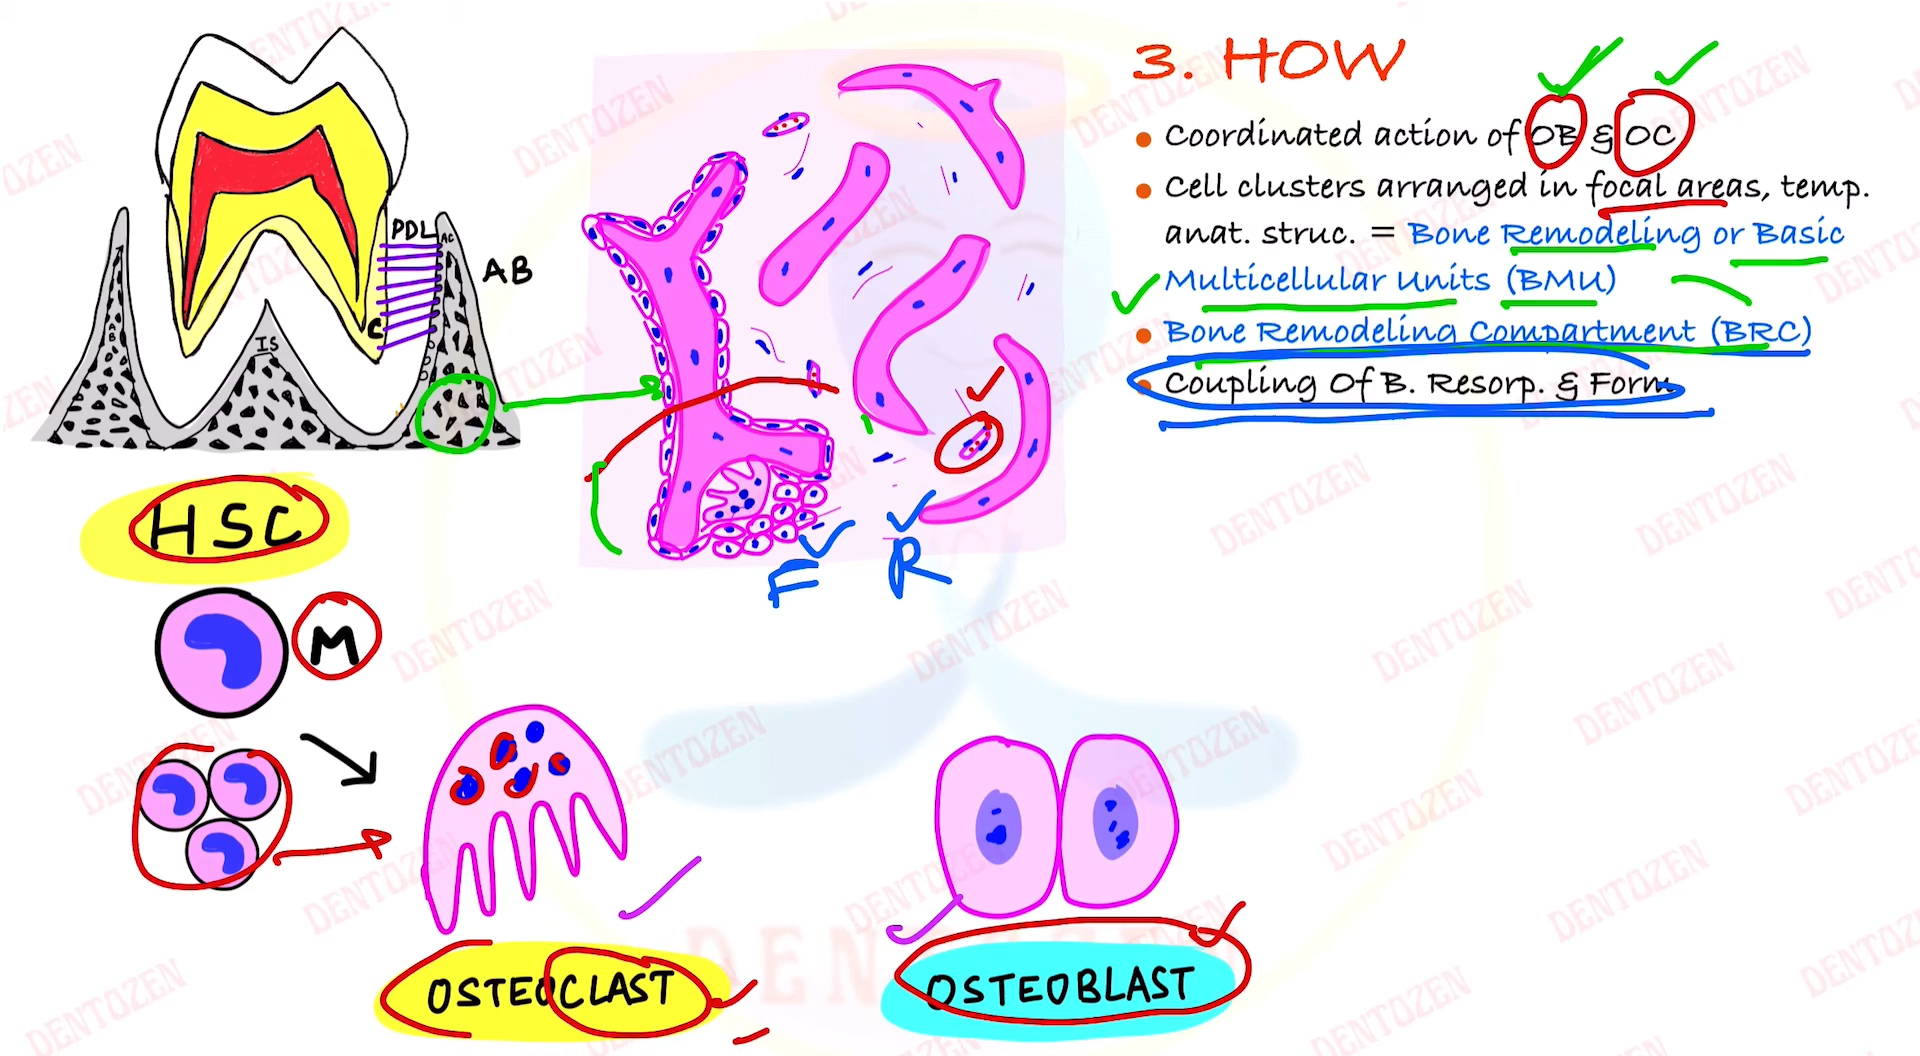 3. HOW
• Coordinated action of OB & OC
• Cell clusters arranged in focal areas, temp.
anat. struc. = Bone Remodeling or Basic
Multicellular Units (BMU)
• Bone Remodeling Compartment (BRC)
• Coupling Of B. Resorp. & Form.
PDL
AC
AB
C
IS
HSC
M
F R
OSTEOCLAST
OSTEOBLAST
DENTOZEN